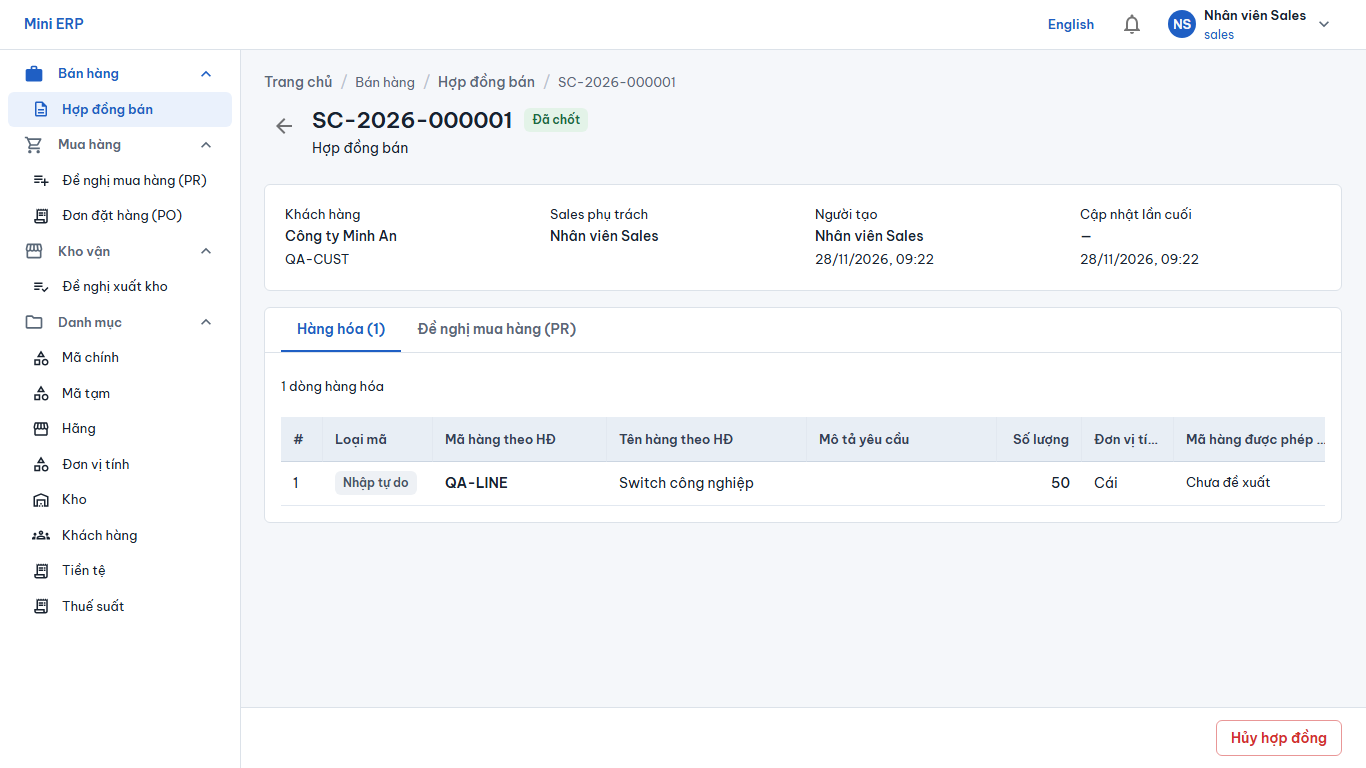 Mini ERP
English
NS
Nhân viên Sales
sales
Bán hàng
Hợp đồng bán
Mua hàng
Đề nghị mua hàng (PR)
Đơn đặt hàng (PO)
Kho vận
Đề nghị xuất kho
Danh mục
Mã chính
Mã tạm
Hãng
Đơn vị tính
Kho
Khách hàng
Tiền tệ
Thuế suất
Trang chủ / Bán hàng / Hợp đồng bán / SC-2026-000001
SC-2026-000001 Đã chốt
Hợp đồng bán
Khách hàng
Công ty Minh An
QA-CUST
Sales phụ trách
Nhân viên Sales
Người tạo
Nhân viên Sales
28/11/2026, 09:22
Cập nhật lần cuối
—
28/11/2026, 09:22
Hàng hóa (1) Đề nghị mua hàng (PR)
1 dòng hàng hóa
# Loại mã Mã hàng theo HĐ Tên hàng theo HĐ Mô tả yêu cầu Số lượng Đơn vị tí... Mã hàng được phép ...
1 Nhập tự do QA-LINE Switch công nghiệp 50 Cái Chưa đề xuất
Hủy hợp đồng